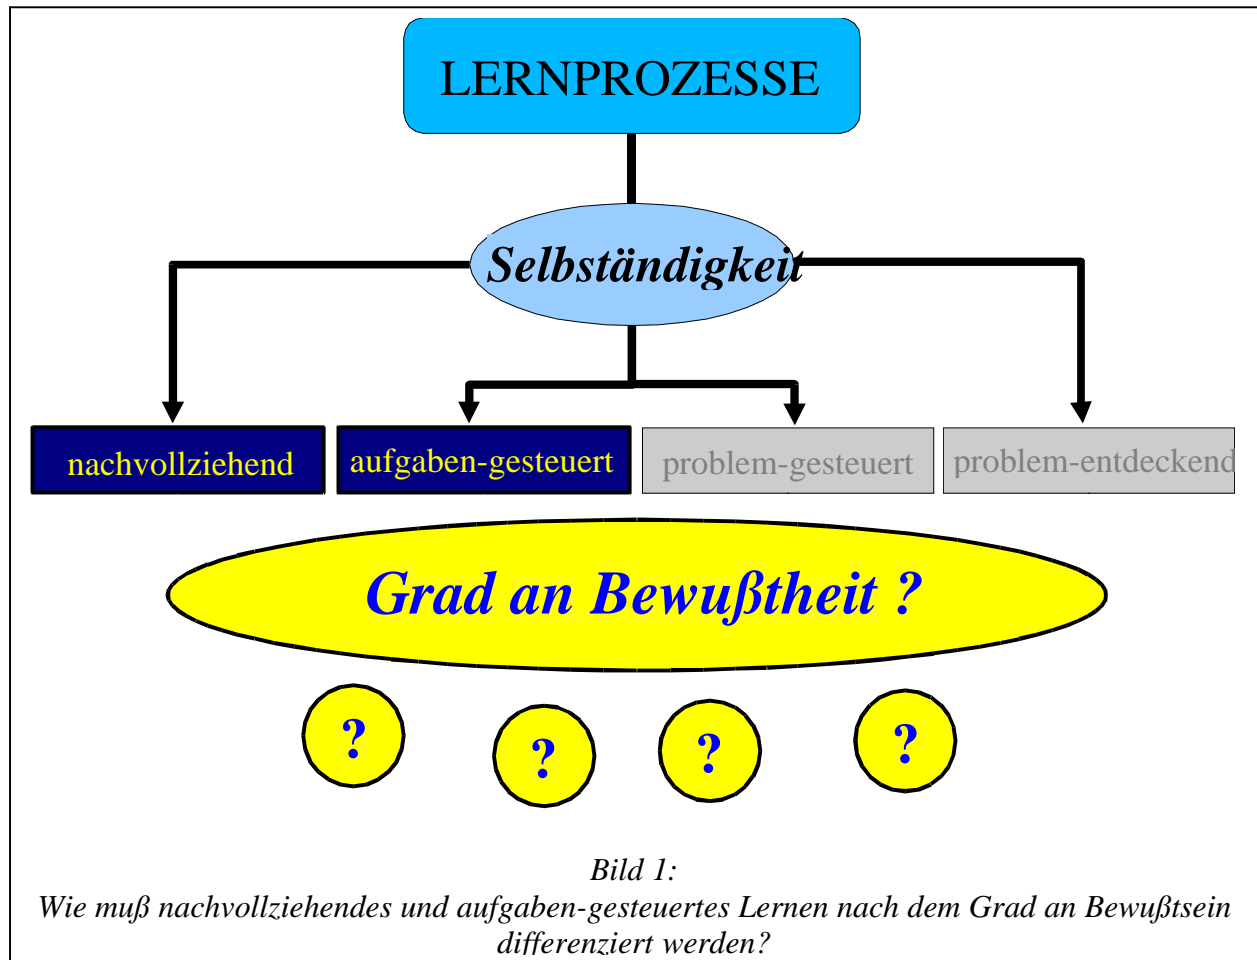 LERNPROZESSE
Selbständigkeit
nachvollziehend
aufgaben-gesteuert
problem-gesteuert
problem-entdeckend
Grad an Bewußtheit ?
?
?
?
?
Bild 1:
Wie muß nachvollziehendes und aufgaben-gesteuertes Lernen nach dem Grad an Bewußtsein
differenziert werden?